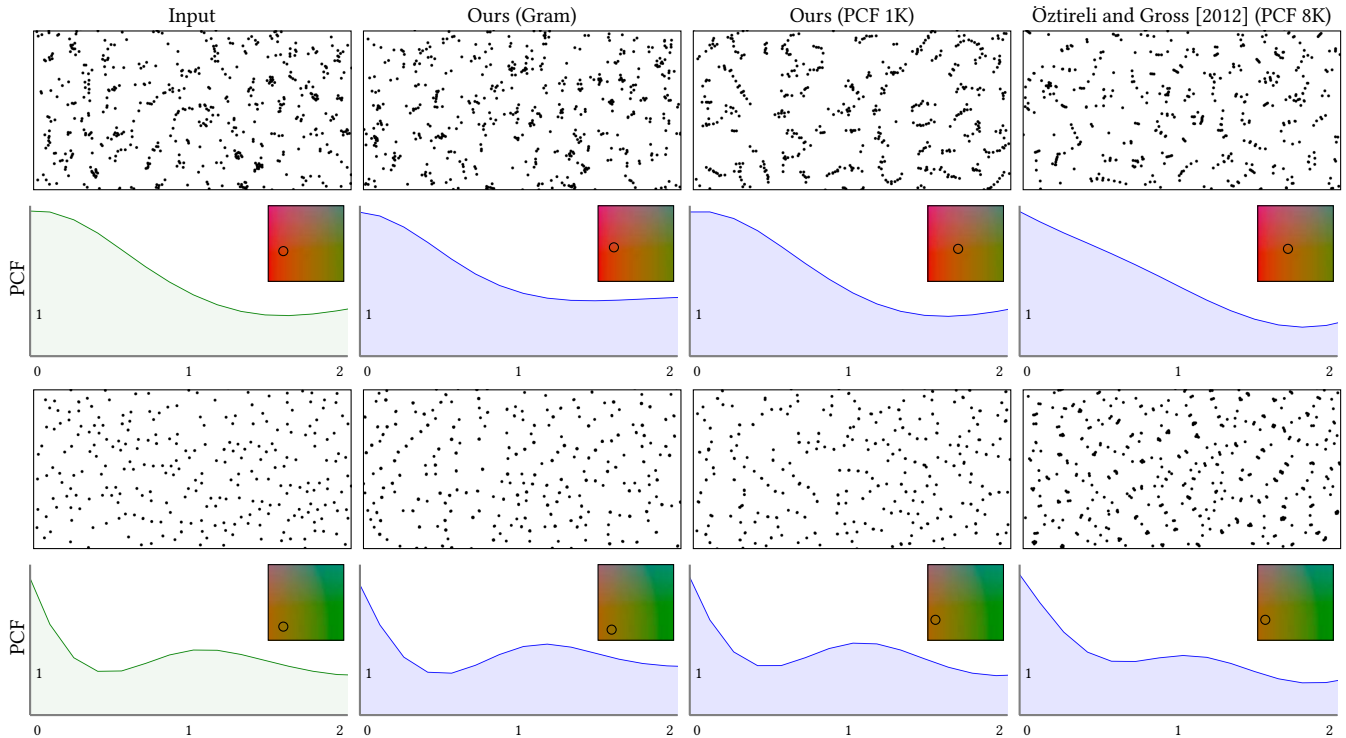 Input
Ours (Gram)
Ours (PCF 1K)
Öztireli and Gross [2012] (PCF 8K)
PCF
1
0 1 2
1
0 1 2
1
0 1 2
1
0 1 2
PCF
1
0 1 2
1
0 1 2
1
0 1 2
1
0 1 2